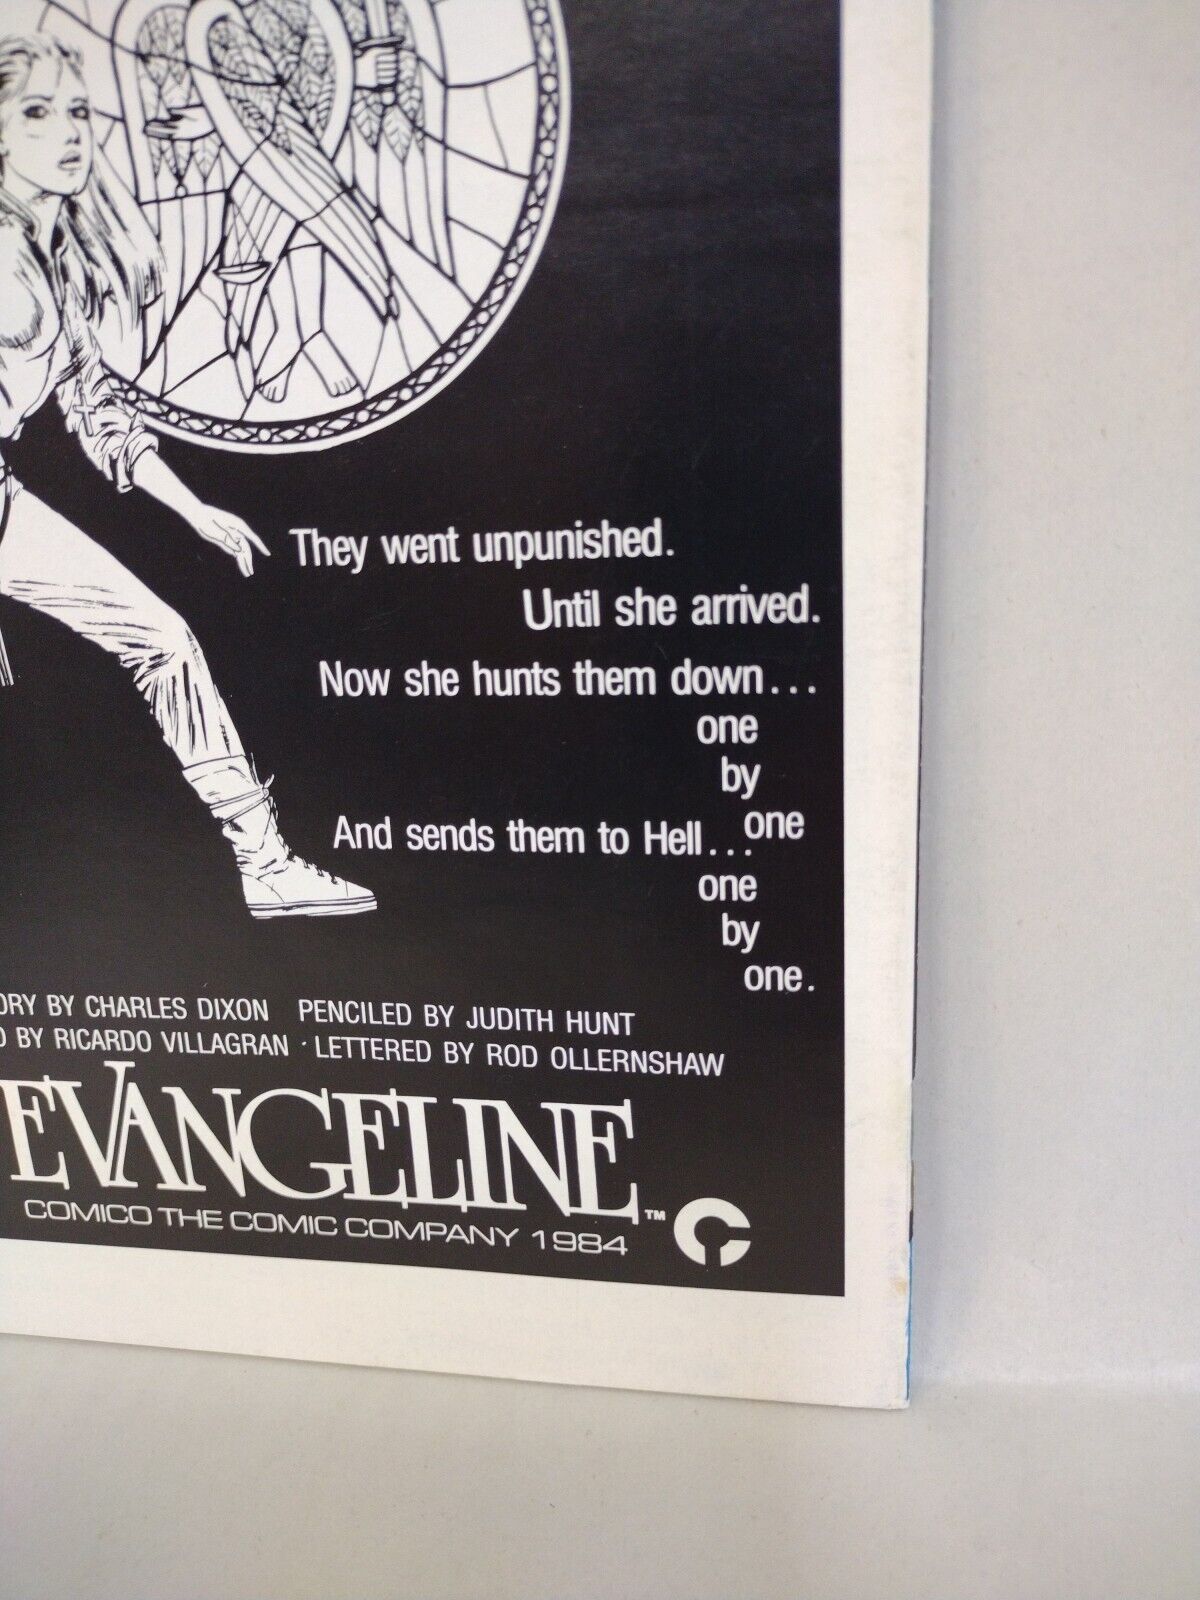 They went unpunished.
Until she arrived.
Now she hunts them down...
one
by
one
And sends them to Hell...
one
by
one.
ORY BY CHARLES DIXON PENCILED BY JUDITH HUNT
D BY RICARDO VILLAGRAN · LETTERED BY ROD OLLERNSHAW
EVANGELINE™
COMICO THE COMIC COMPANY 1984